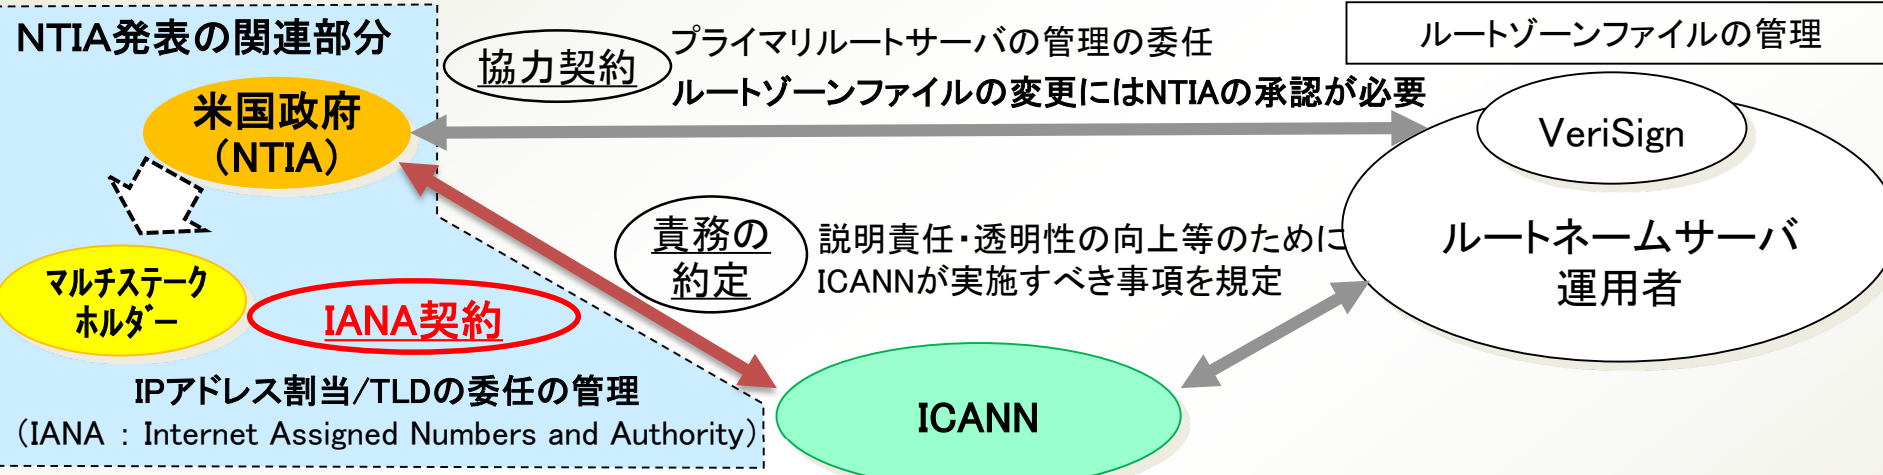 NTIA発表の関連部分
米国政府
（NTIA）
マルチステーク
ホルダー
IANA契約
IPアドレス割当/TLDの委任の管理
（IANA : Internet Assigned Numbers and Authority）
協力契約
プライマリルートサーバの管理の委任
ルートゾーンファイルの変更にはNTIAの承認が必要
責務の
約定
説明責任・透明性の向上等のために
ICANNが実施すべき事項を規定
ICANN
ルートゾーンファイルの管理
VeriSign
ルートネームサーバ
運用者